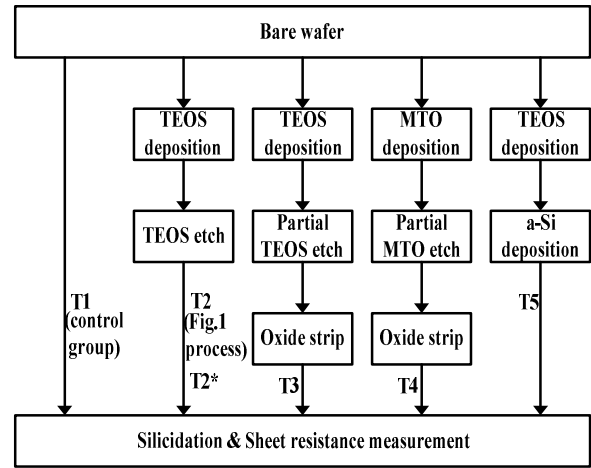 Bare wafer
TEOS
deposition
TEOS
deposition
MTO
deposition
TEOS
deposition
TEOS etch
Partial
TEOS etch
Partial
MTO etch
a-Si
deposition
T1
(control
group)
T2
(Fig.1
process)
T2*
Oxide strip
Oxide strip
T5
T3
T4
Silicidation & Sheet resistance measurement